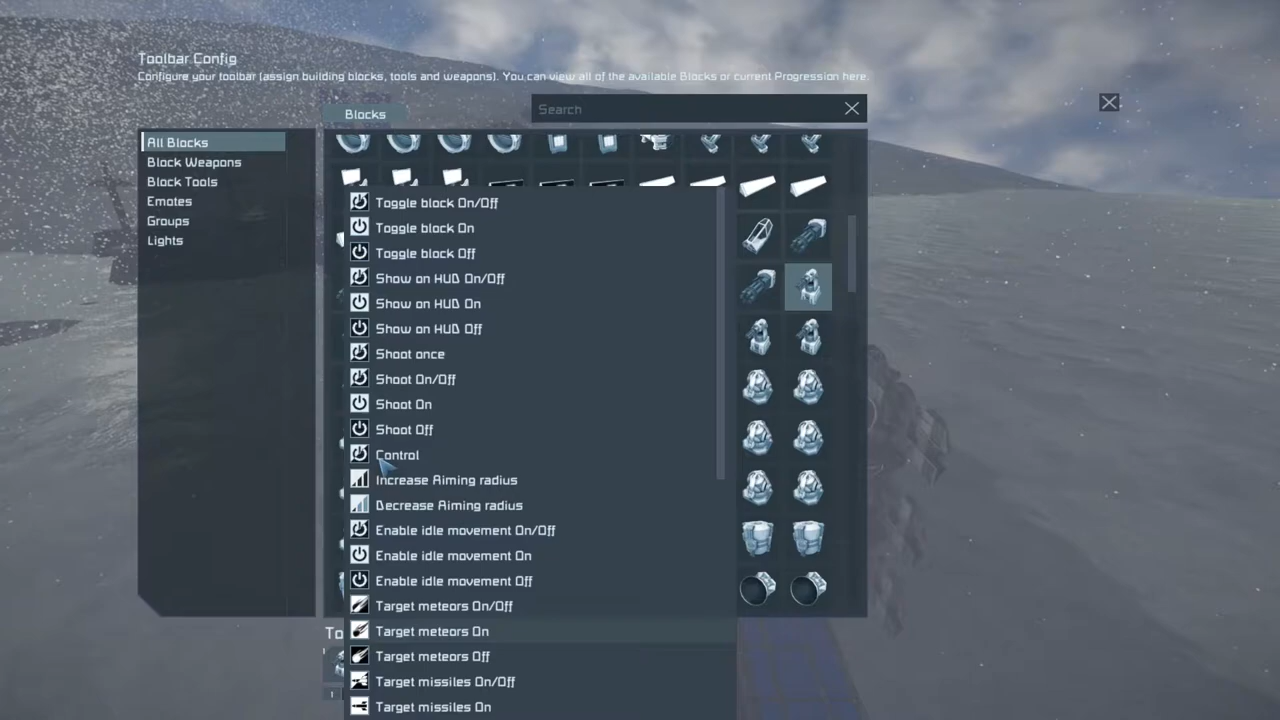 Toolbar Config
Configure your toolbar (assign building blocks, tools and weapons). You can view all of the available Blocks or current Progression here.
Blocks
Search
All Blocks
Block Weapons
Block Tools
Emotes
Groups
Lights
Toggle block On/Off
Toggle block On
Toggle block Off
Show on HUD On/Off
Show on HUD On
Show on HUD Off
Shoot once
Shoot On/Off
Shoot On
Shoot Off
Control
Increase Aiming radius
Decrease Aiming radius
Enable idle movement On/Off
Enable idle movement On
Enable idle movement Off
Target meteors On/Off
Target meteors On
Target meteors Off
Target missiles On/Off
Target missiles On
To
1
1